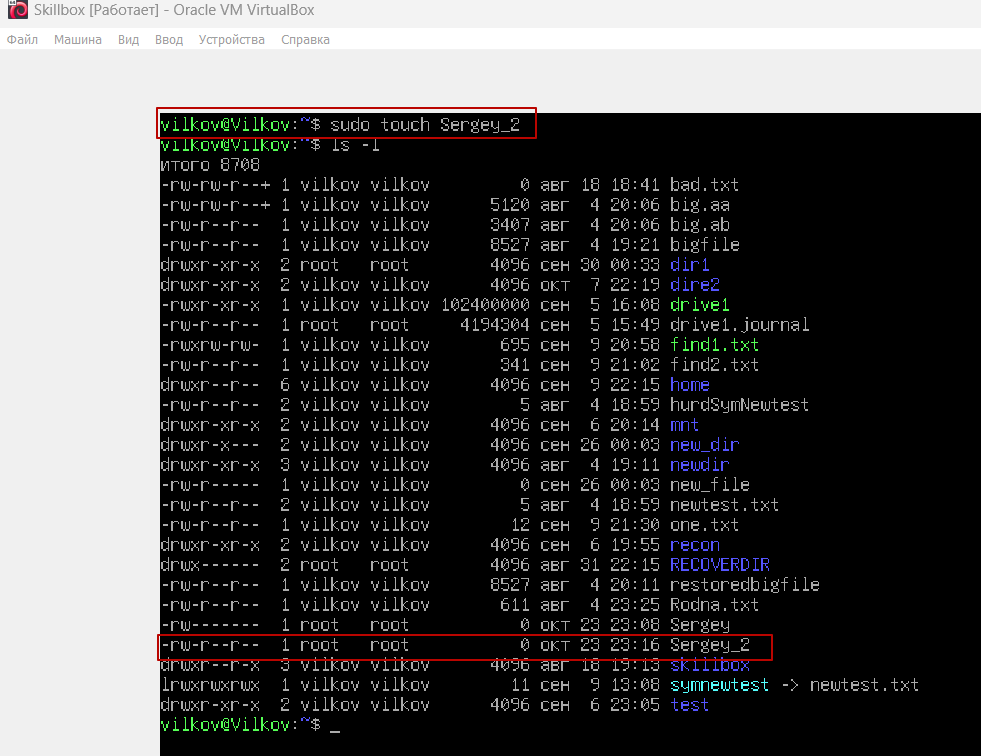 Skillbox [Работает] - Oracle VM VirtualBox
Файл Машина Вид Ввод Устройства Справка
vilkov@Vilkov:~$ sudo touch Sergey_2
vilkov@Vilkov:~$ ls -l
итого 8708
-rw-rw-r--+ 1 vilkov vilkov 0 авг 18 18:41 bad.txt
-rw-rw-r--+ 1 vilkov vilkov 5120 авг 4 20:06 big.aa
-rw-r--r-- 1 vilkov vilkov 3407 авг 4 20:06 big.ab
-rw-r--r-- 1 vilkov vilkov 8527 авг 4 19:21 bigfile
drwxr-xr-x 2 root root 4096 сен 30 00:33 dir1
drwxr-xr-x 2 vilkov vilkov 4096 окт 7 22:19 dire2
-rwxr-xr-x 1 vilkov vilkov 102400000 сен 5 16:08 drive1
-rw-r--r-- 1 root root 4194304 сен 5 15:49 drive1.journal
-rwxrw-rw- 1 vilkov vilkov 695 сен 9 20:58 find1.txt
-rw-r--r-- 1 vilkov vilkov 341 сен 9 21:02 find2.txt
drwxr--r-- 6 vilkov vilkov 4096 сен 9 22:15 home
-rw-r--r-- 2 vilkov vilkov 5 авг 4 18:59 hurdSymNewtest
drwxr-xr-x 2 vilkov vilkov 4096 сен 6 20:14 mnt
drwxr-x--- 2 vilkov vilkov 4096 сен 26 00:03 new_dir
drwxr-xr-x 3 vilkov vilkov 4096 авг 4 19:11 newdir
-rw-r----- 1 vilkov vilkov 0 сен 26 00:03 new_file
-rw-r--r-- 2 vilkov vilkov 5 авг 4 18:59 newtest.txt
-rw-r--r-- 1 vilkov vilkov 12 сен 9 21:30 one.txt
drwxr-xr-x 2 vilkov vilkov 4096 сен 6 19:55 recon
drwx------ 2 root root 4096 авг 31 22:15 RECOVERDIR
-rw-r--r-- 1 vilkov vilkov 8527 авг 4 20:11 restoredbigfile
-rw-r--r-- 1 vilkov vilkov 611 авг 4 23:25 Rodna.txt
-rw------- 1 root root 0 окт 23 23:08 Sergey
-rw-r--r-- 1 root root 0 окт 23 23:16 Sergey_2
drwxr--r-x 3 vilkov vilkov 4096 авг 18 19:13 skillbox
lrwxrwxrwx 1 vilkov vilkov 11 сен 9 13:08 symnewtest -> newtest.txt
drwxr-xr-x 2 vilkov vilkov 4096 сен 6 23:05 test
vilkov@Vilkov:~$ _